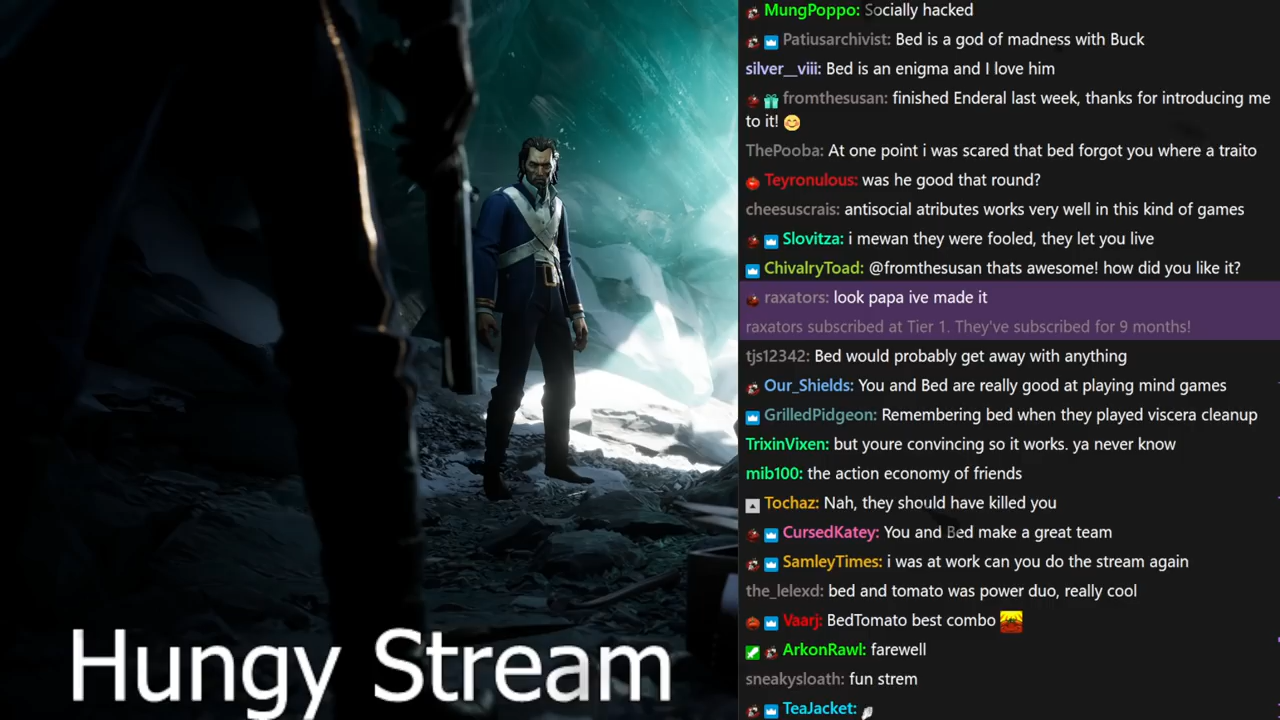 MungPoppo: Socially hacked
Patiusarchivist: Bed is a god of madness with Buck
silver__viii: Bed is an enigma and I love him
fromthesusan: finished Enderal last week, thanks for introducing me
to it! 😊
ThePooba: At one point i was scared that bed forgot you where a traito
Teyronulous: was he good that round?
cheesuscrais: antisocial atributes works very well in this kind of games
Slovitza: i mewan they were fooled, they let you live
ChivalryToad: @fromthesusan thats awesome! how did you like it?
raxators: look papa ive made it
raxators subscribed at Tier 1. They've subscribed for 9 months!
tjs12342: Bed would probably get away with anything
Our_Shields: You and Bed are really good at playing mind games
GrilledPidgeon: Remembering bed when they played viscera cleanup
TrixinVixen: but youre convincing so it works. ya never know
mib100: the action economy of friends
Tochaz: Nah, they should have killed you
CursedKatey: You and Bed make a great team
SamleyTimes: i was at work can you do the stream again
the_lelexd: bed and tomato was power duo, really cool
Vaarj: BedTomato best combo
ArkonRawl: farewell
sneakysloath: fun strem
TeaJacket:
Hungy Stream